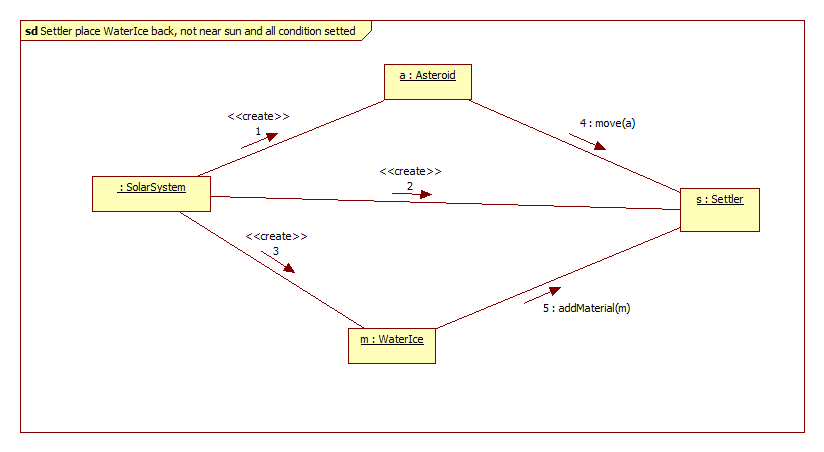 sd Settler place WaterIce back, not near sun and all condition setted
a : Asteroid
<<create>>
1
4 : move(a)
<<create>>
2
: SolarSystem
s : Settler
<<create>>
3
5 : addMaterial(m)
m : WaterIce